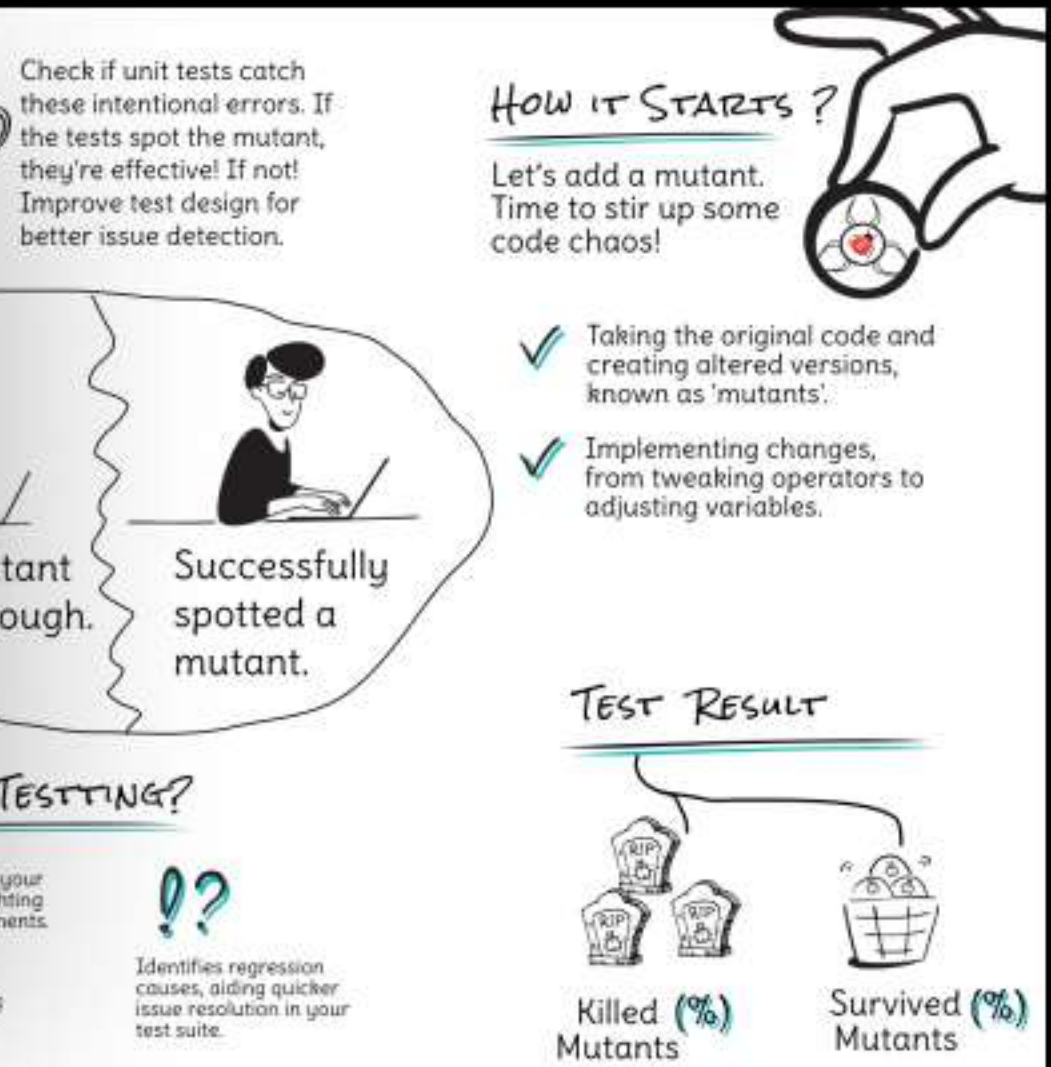 Check if unit tests catch
these intentional errors. If
the tests spot the mutant,
they're effective! If not!
Improve test design for
better issue detection.
HOW IT STARTS ?
Let's add a mutant.
Time to stir up some
code chaos!
Taking the original code and
creating altered versions,
known as 'mutants'.
Implementing changes,
from tweaking operators to
adjusting variables.
tant
ough.
Successfully
spotted a
mutant.
TESTTING?
your
hting
ments.
!?
Identifies regression
causes, aiding quicker
issue resolution in your
test suite.
TEST RESULT
RIP
RIP
RIP
Killed (%)
Mutants
Survived (%)
Mutants